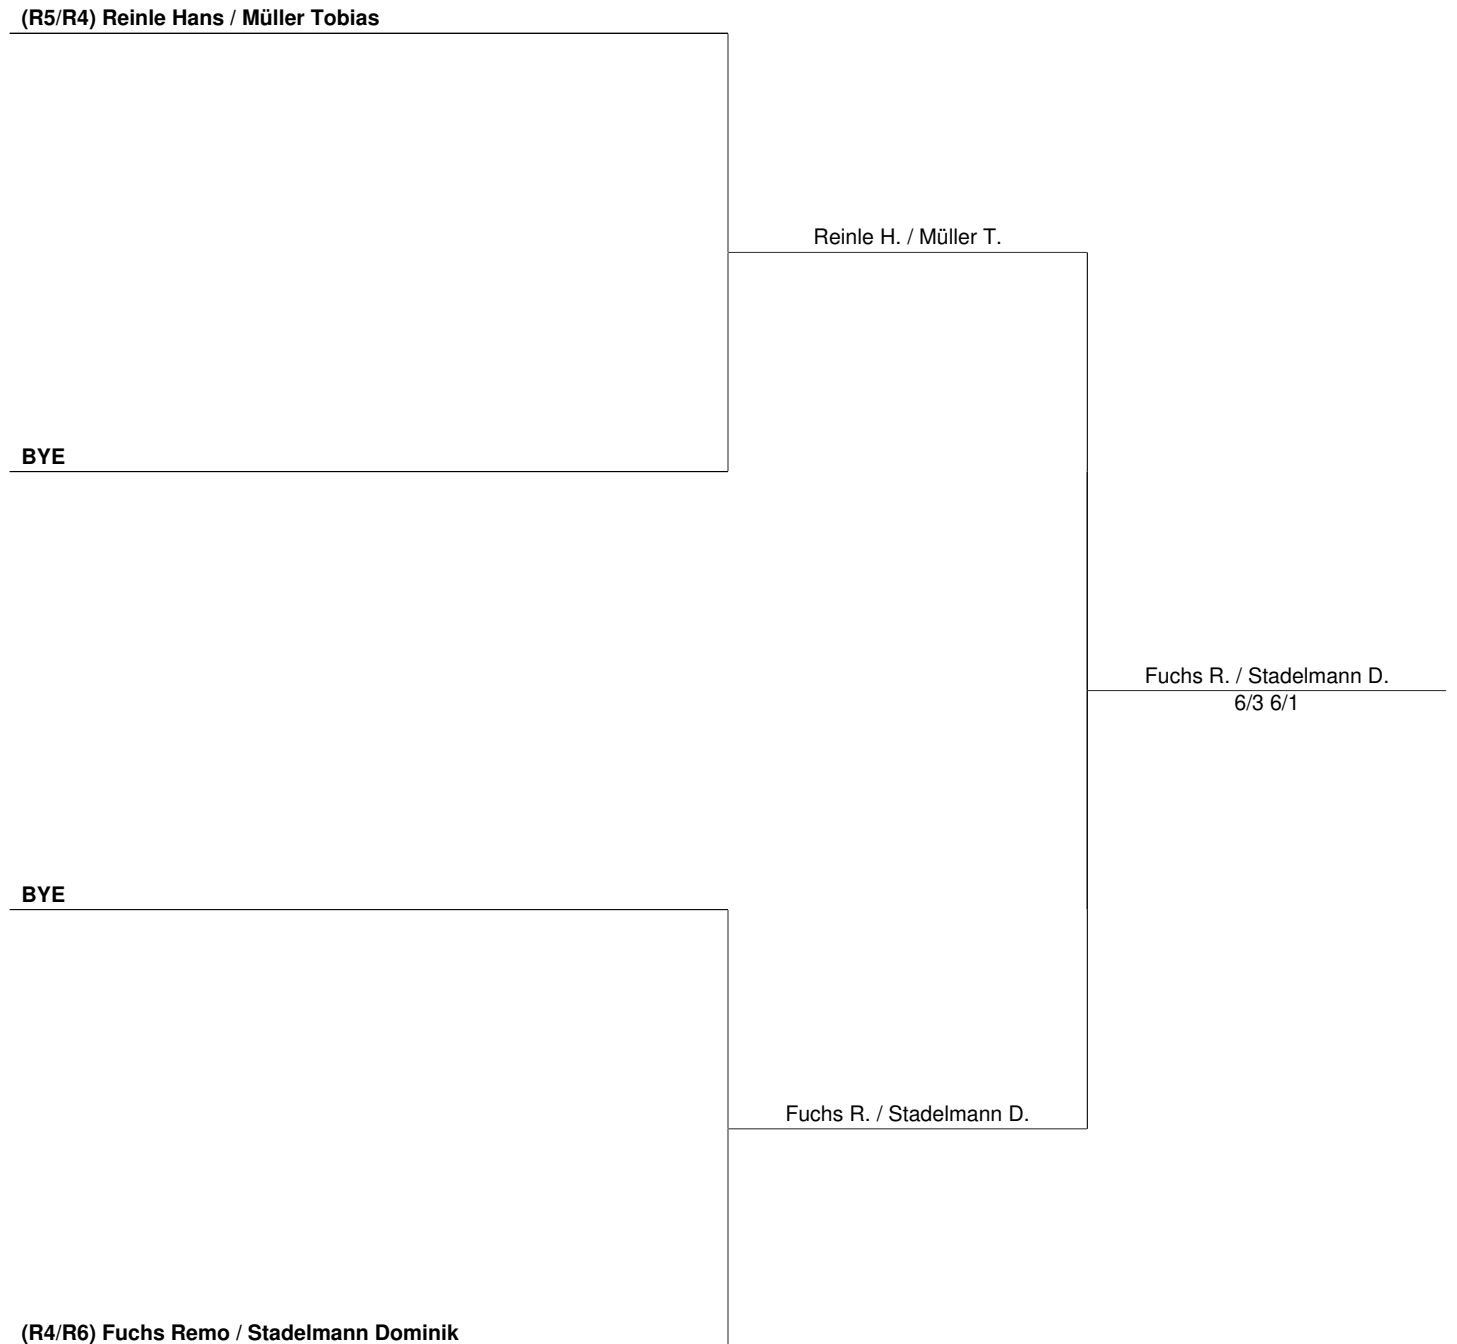 (R5/R4) Reinle Hans / Müller Tobias
Reinle H. / Müller T.
BYE
Fuchs R. / Stadelmann D.
6/3 6/1
BYE
Fuchs R. / Stadelmann D.
(R4/R6) Fuchs Remo / Stadelmann Dominik